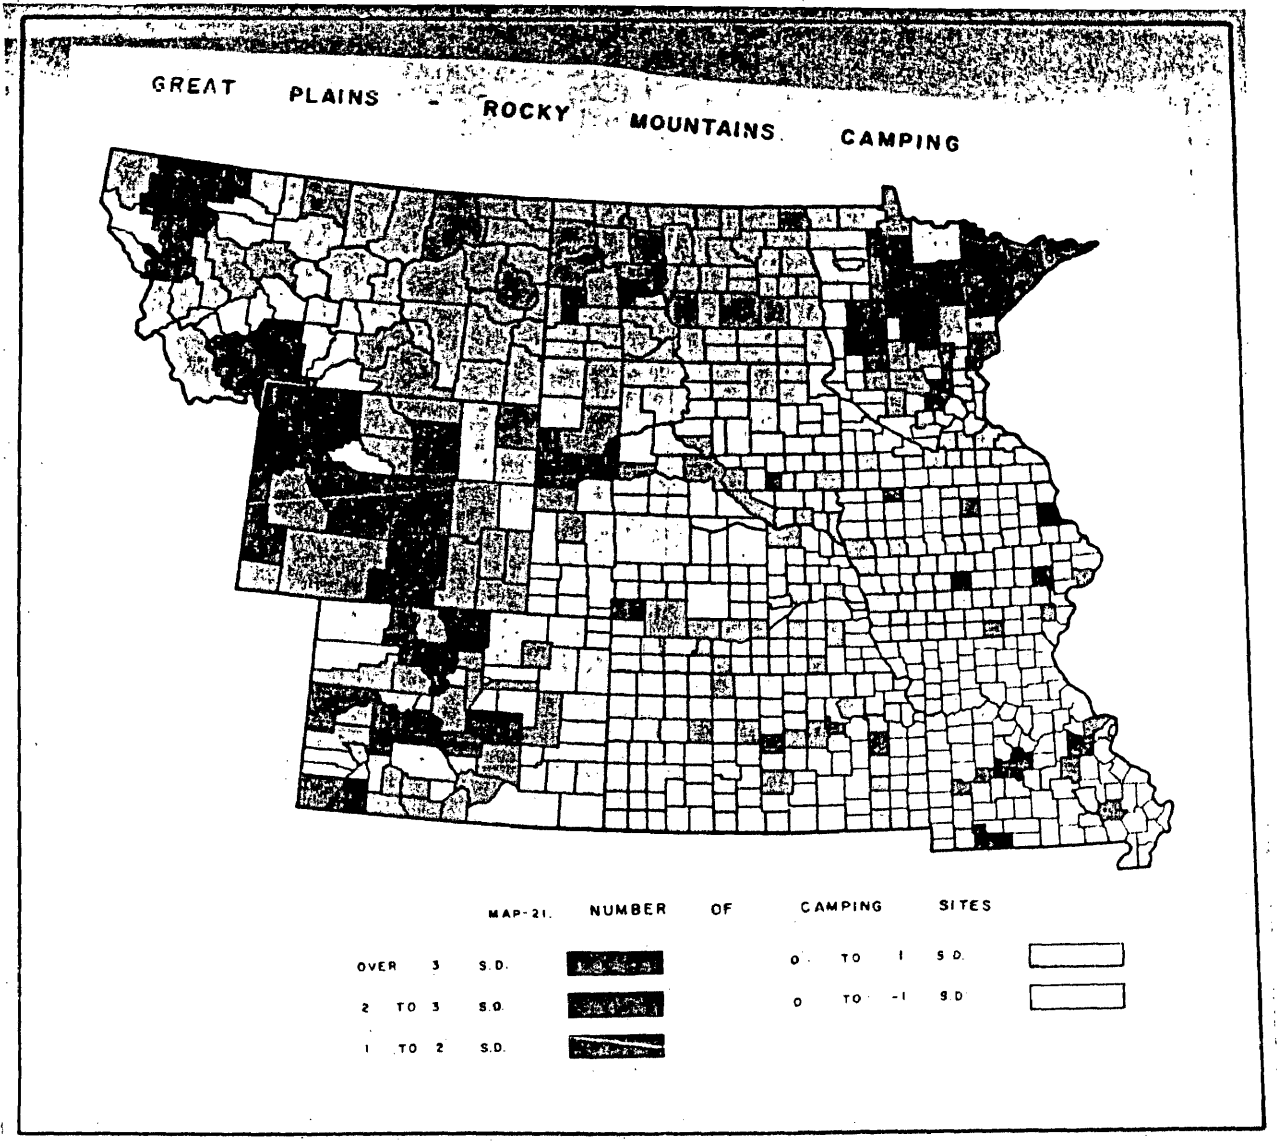 GREAT PLAINS - ROCKY MOUNTAINS CAMPING
MAP-21. NUMBER OF CAMPING SITES
OVER 3 S.D.
2 TO 3 S.D.
1 TO 2 S.D.
0 TO 1 S.D.
0 TO -1 S.D